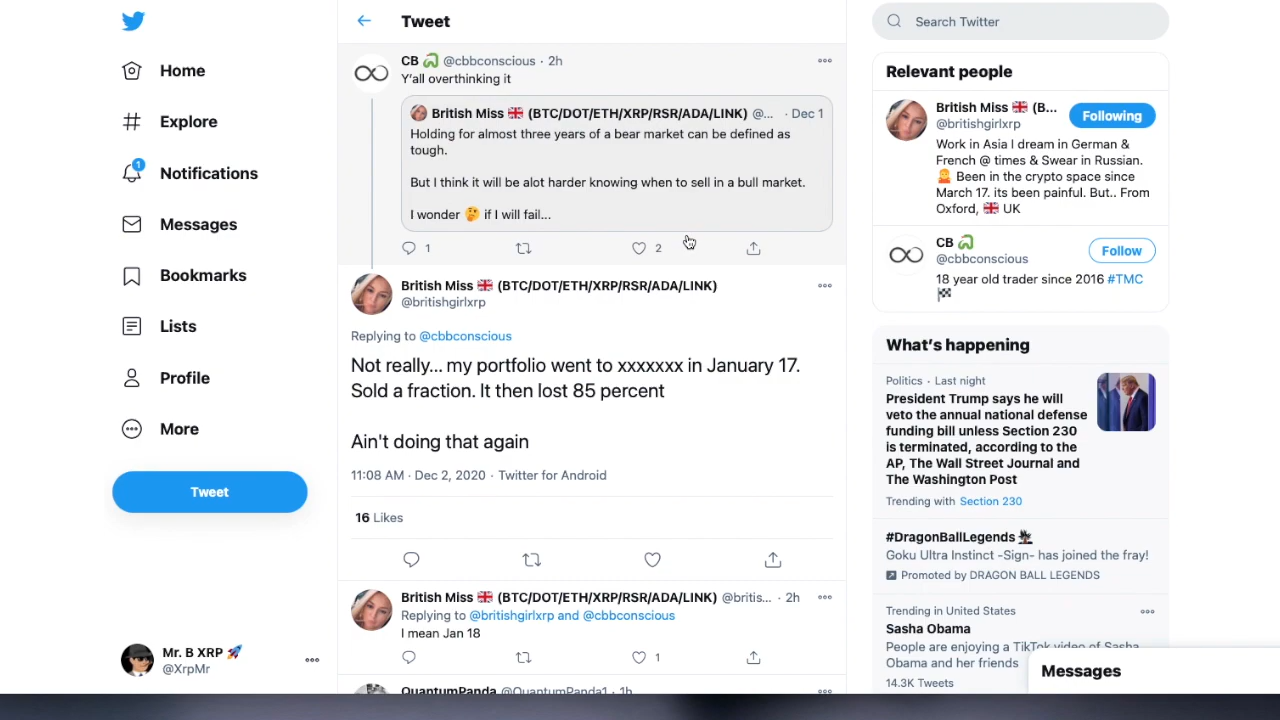 Home
Explore
1
Notifications
Messages
Bookmarks
Lists
Profile
More
Tweet
Mr. B XRP 🚀
@XrpMr
Tweet
CB @cbbconscious · 2h
Y'all overthinking it
British Miss 🇬🇧 (BTC/DOT/ETH/XRP/RSR/ADA/LINK) @... · Dec 1
Holding for almost three years of a bear market can be defined as
tough.
But I think it will be alot harder knowing when to sell in a bull market.
I wonder 🤔 if I will fail...
1
2
British Miss 🇬🇧 (BTC/DOT/ETH/XRP/RSR/ADA/LINK)
@britishgirlxrp
Replying to @cbbconscious
Not really... my portfolio went to xxxxxxx in January 17.
Sold a fraction. It then lost 85 percent
Ain't doing that again
11:08 AM · Dec 2, 2020 · Twitter for Android
16 Likes
British Miss 🇬🇧 (BTC/DOT/ETH/XRP/RSR/ADA/LINK) @britis... · 2h
Replying to @britishgirlxrp and @cbbconscious
I mean Jan 18
1
QuantumPanda @QuantumPanda1 · 1h
Search Twitter
Relevant people
British Miss 🇬🇧 (B...
@britishgirlxrp
Following
Work in Asia I dream in German &
French @ times & Swear in Russian.
Been in the crypto space since
March 17. its been painful. But.. From
Oxford, 🇬🇧 UK
CB
@cbbconscious
Follow
18 year old trader since 2016 #TMC
🏁
What's happening
Politics · Last night
President Trump says he will
veto the annual national defense
funding bill unless Section 230
is terminated, according to the
AP, The Wall Street Journal and
The Washington Post
Trending with Section 230
#DragonBallLegends
Goku Ultra Instinct -Sign- has joined the fray!
Promoted by DRAGON BALL LEGENDS
Trending in United States
Sasha Obama
People are enjoying a TikTok video of Sasha
Obama and her friends
14.3K Tweets
Messages